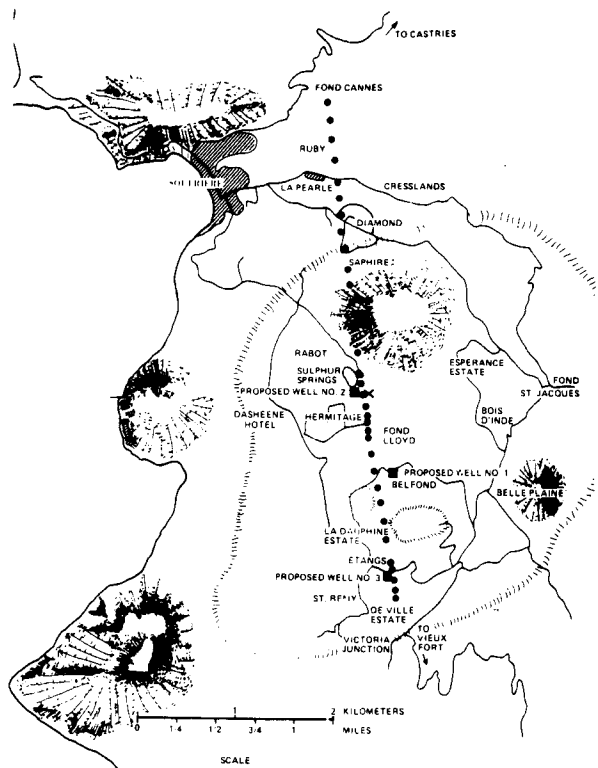 TO CASTRIES
FOND CANNES
RUBY
SOUFRIERE
LA PEARLE
CRESSLANDS
DIAMOND
SAPHIRE
RABOT
SULPHUR
SPRINGS
ESPERANCE
ESTATE
FOND
ST. JACQUES
PROPOSED WELL NO. 2
DASHEENE
HOTEL
HERMITAGE
BOIS
D'INDE
FOND
LLOYD
PROPOSED WELL NO. 1
BELFOND
BELLE PLAINE
LA DAUPHINE
ESTATE
ETANGS
PROPOSED WELL NO. 3
ST. REMY
DE VILLE
ESTATE
VICTORIA
JUNCTION
TO
VIEUX
FORT
1 2 KILOMETERS
0 1/4 1/2 3/4 1 MILES
SCALE